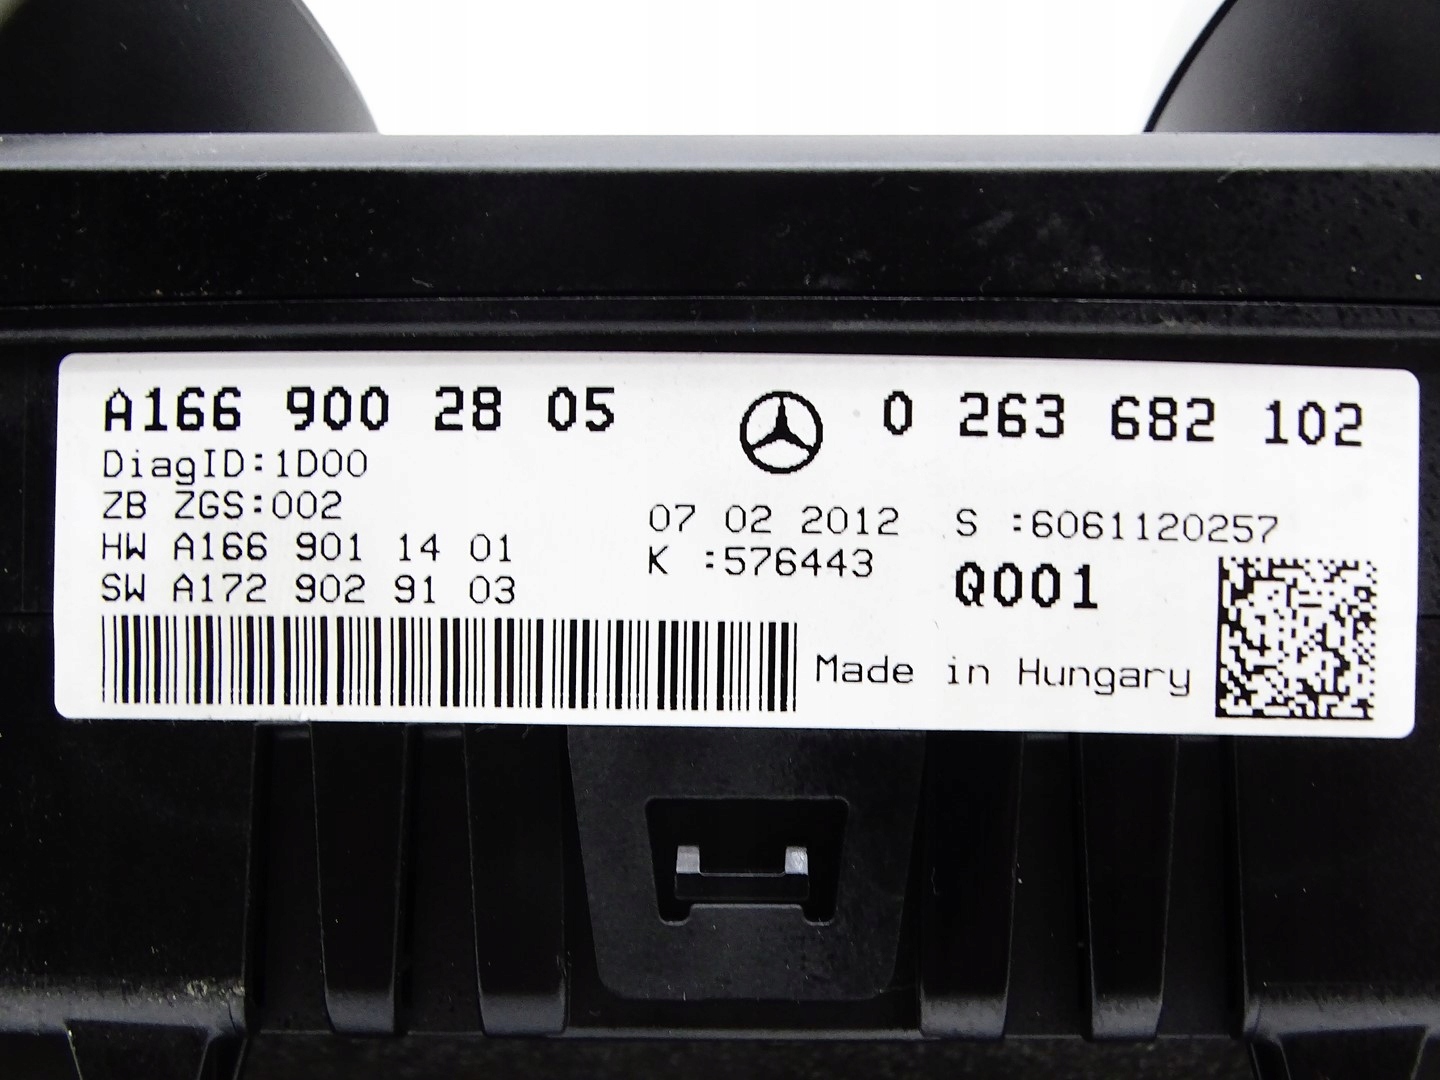 A166 900 28 05
0 263 682 102
DiagID:1D00
ZB ZGS:002
07 02 2012 S :6061120257
HW A166 901 14 01
K :576443
SW A172 902 91 03
Q001
Made in Hungary